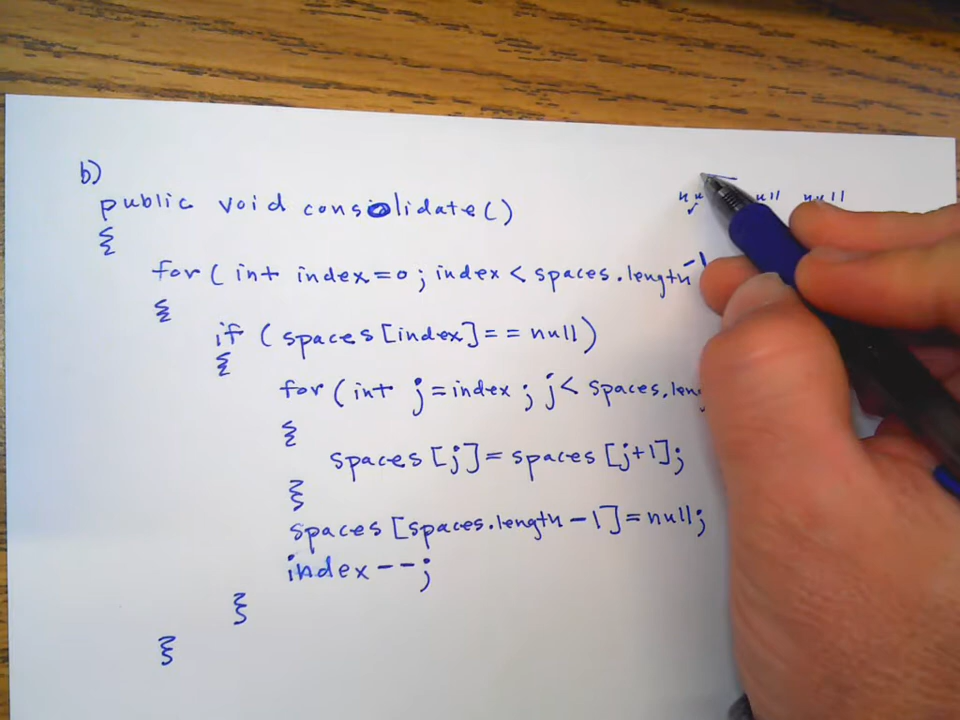 b)
public void consolidate()
{
null null
for ( int index=0; index < spaces.length-1
{
if ( spaces [index] == null)
{
for ( int j=index ; j < spaces.
{
spaces [j] = spaces [j+1];
}
spaces [spaces.length - 1] = null;
index--;
}
}